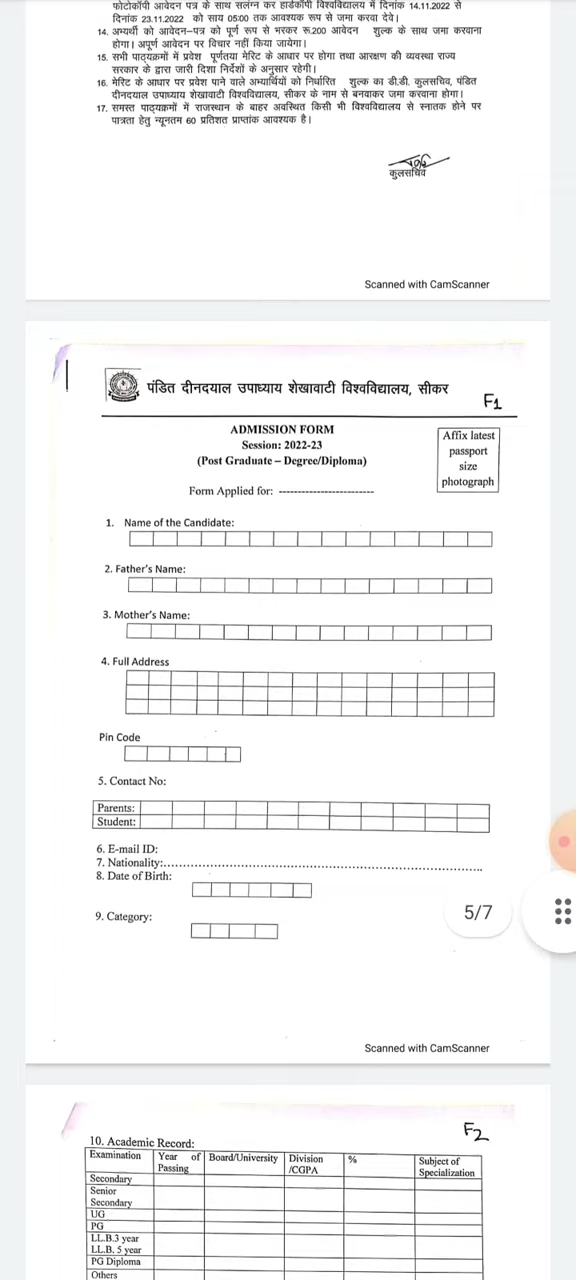 फोटोकॉपी आवेदन पत्र के साथ सलंग्न कर हार्डकॉपी विश्वविद्यालय में दिनांक 14.11.2022 से
दिनांक 23.11.2022 को साय 05:00 तक आवश्यक रूप से जमा करवा देवे।
14. अभ्यर्थी को आवेदन–पत्र को पूर्ण रूप से भरकर रू.200 आवेदन शुल्क के साथ जमा करवाना
होगा। अपूर्ण आवेदन पर विचार नहीं किया जायेगा।
15. सभी पाठ्यक्रमों में प्रवेश पूर्णतया मेरिट के आधार पर होगा तथा आरक्षण की व्यवस्था राज्य
सरकार के द्वारा जारी दिशा निर्देशों के अनुसार रहेगी।
16. मेरिट के आधार पर प्रवेश पाने वाले अभ्यार्थियों को निर्धारित शुल्क का डी.डी. कुलसचिव, पंडित
दीनदयाल उपाध्याय शेखावाटी विश्वविद्यालय, सीकर के नाम से बनवाकर जमा करवाना होगा।
17. समस्त पाठ्यक्रमों में राजस्थान के बाहर अवस्थित किसी भी विश्वविद्यालय से स्नातक होने पर
पात्रता हेतु न्यूनतम 60 प्रतिशत प्राप्तांक आवश्यक है।
कुलसचिव
Scanned with CamScanner
पंडित दीनदयाल उपाध्याय शेखावाटी विश्वविद्यालय, सीकर
F1
ADMISSION FORM
Session: 2022-23
(Post Graduate – Degree/Diploma)
Affix latest
passport
size
photograph
Form Applied for: ------------------------
1. Name of the Candidate:
2. Father's Name:
3. Mother's Name:
4. Full Address
Pin Code
5. Contact No:
Parents:
Student:
6. E-mail ID:
7. Nationality:
8. Date of Birth:
9. Category:
5/7
Scanned with CamScanner
F2
10. Academic Record:
Examination Year of Passing Board/University Division /CGPA % Subject of Specialization
Secondary
Senior
Secondary
UG
PG
LL.B.3 year
LL.B. 5 year
PG Diploma
Others